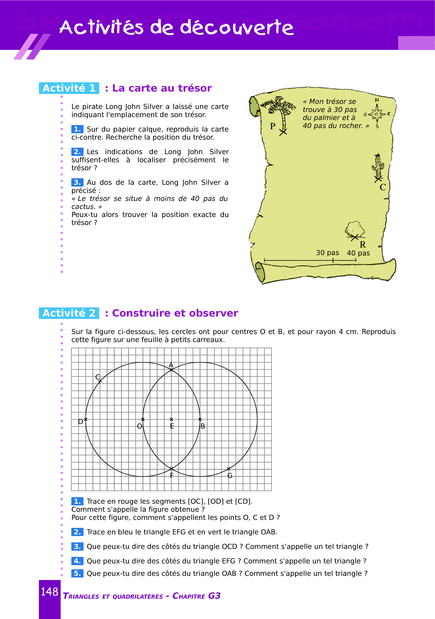 Activités de découverte
Activité 1 : La carte au trésor
Le pirate Long John Silver a laissé une carte
indiquant l'emplacement de son trésor.
1. Sur du papier calque, reproduis la carte
ci-contre. Recherche la position du trésor.
2. Les indications de Long John Silver
suffisent-elles à localiser précisément le
trésor ?
3. Au dos de la carte, Long John Silver a
précisé :
« Le trésor se situe à moins de 40 pas du
cactus. »
Peux-tu alors trouver la position exacte du
trésor ?
« Mon trésor se
trouve à 30 pas
du palmier et à
40 pas du rocher. »
N
O
E
S
P
C
R
30 pas 40 pas
Activité 2 : Construire et observer
Sur la figure ci-dessous, les cercles ont pour centres O et B, et pour rayon 4 cm. Reproduis
cette figure sur une feuille à petits carreaux.
A
C
D O E B
F G
1. Trace en rouge les segments [OC], [OD] et [CD].
Comment s'appelle la figure obtenue ?
Pour cette figure, comment s'appellent les points O, C et D ?
2. Trace en bleu le triangle EFG et en vert le triangle OAB.
3. Que peux-tu dire des côtés du triangle OCD ? Comment s'appelle un tel triangle ?
4. Que peux-tu dire des côtés du triangle EFG ? Comment s'appelle un tel triangle ?
5. Que peux-tu dire des côtés du triangle OAB ? Comment s'appelle un tel triangle ?
148 TRIANGLES ET QUADRILATÈRES - CHAPITRE G3